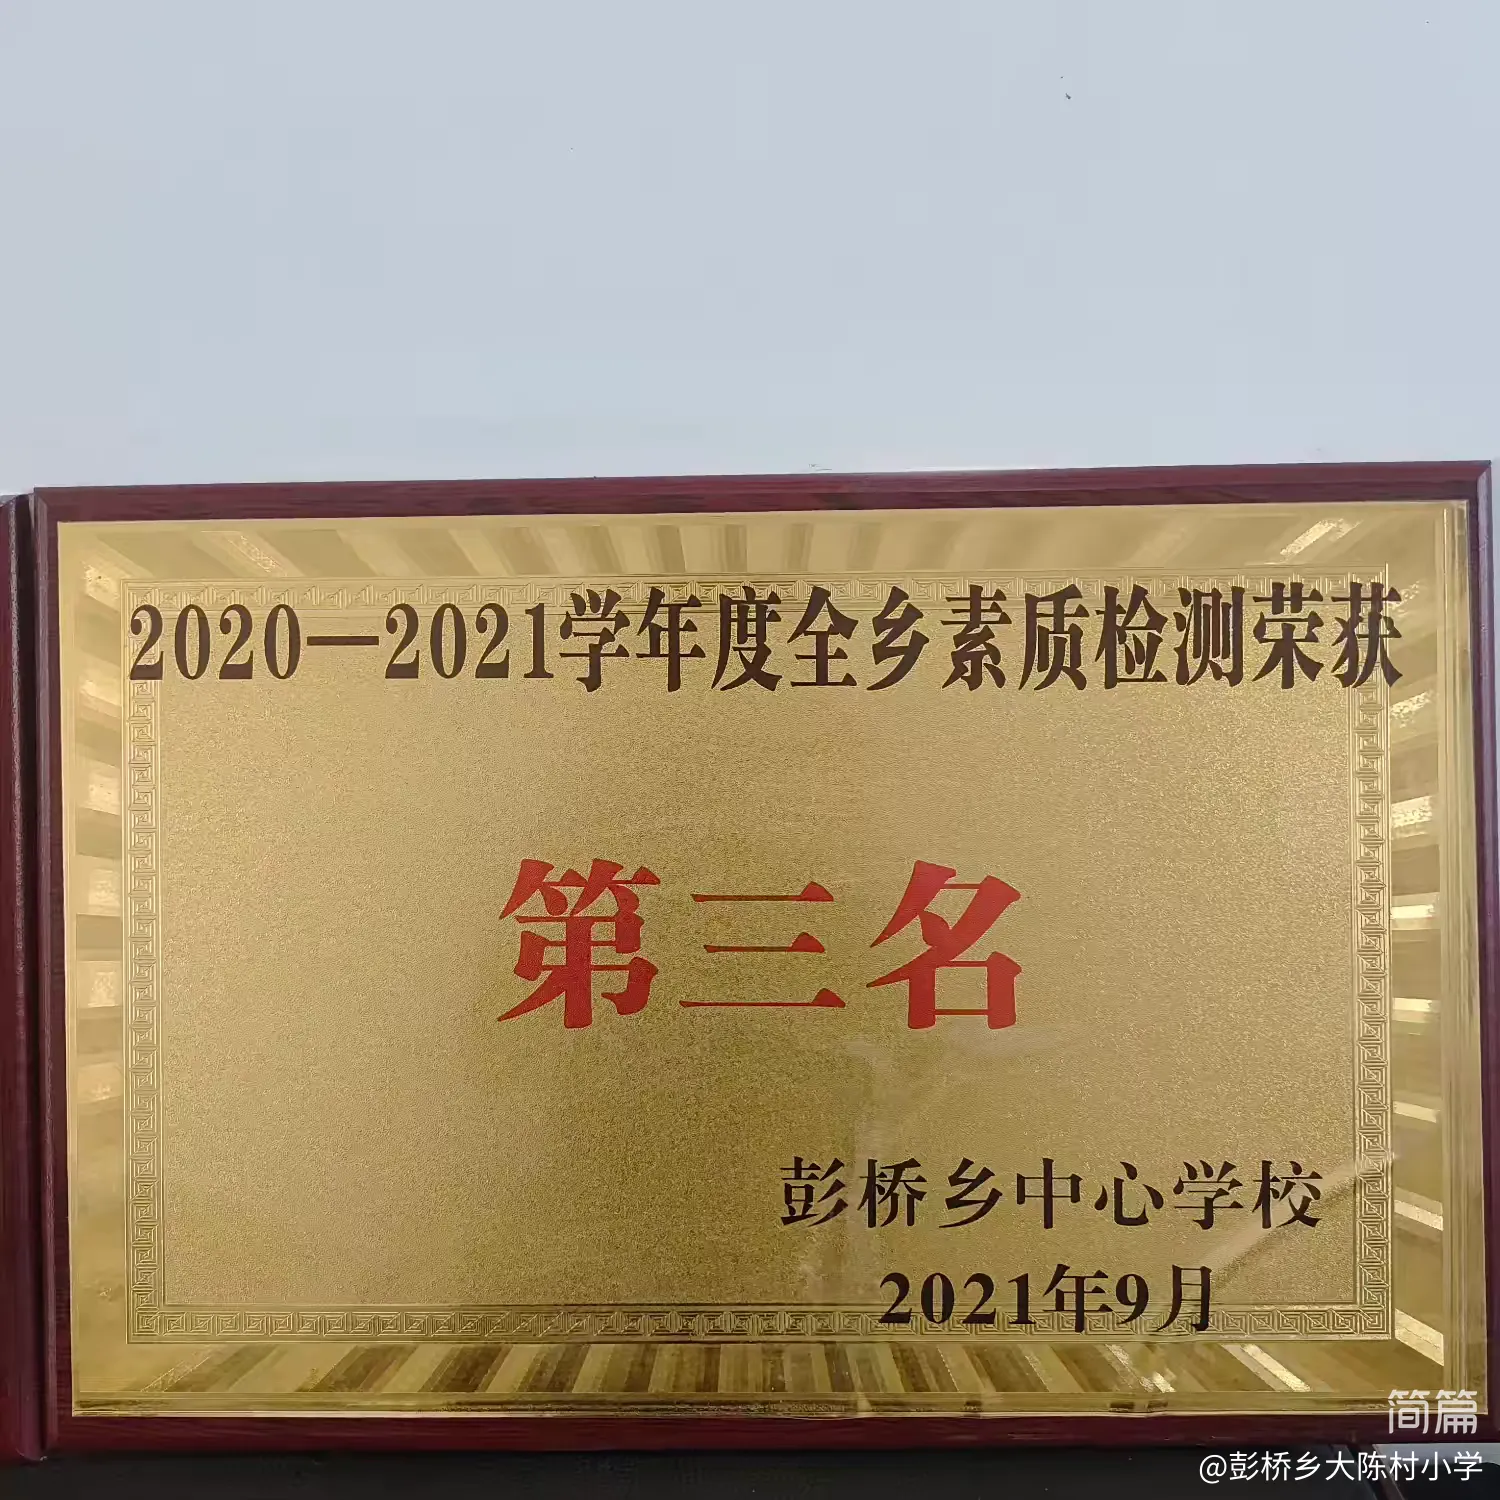 2020—2021学年度全乡素质检测荣获
第三名
彭桥乡中心学校
2021年9月
简篇
@彭桥乡大陈村小学